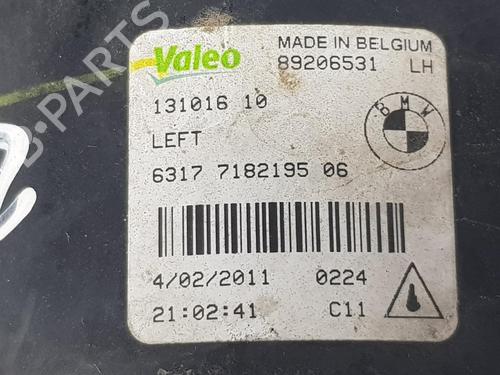 Valeo
MADE IN BELGIUM
89206531 LH
131016 10
LEFT
BMW
6317 7182195 06
4/02/2011 0224
21:02:41 C11
B-PARTS